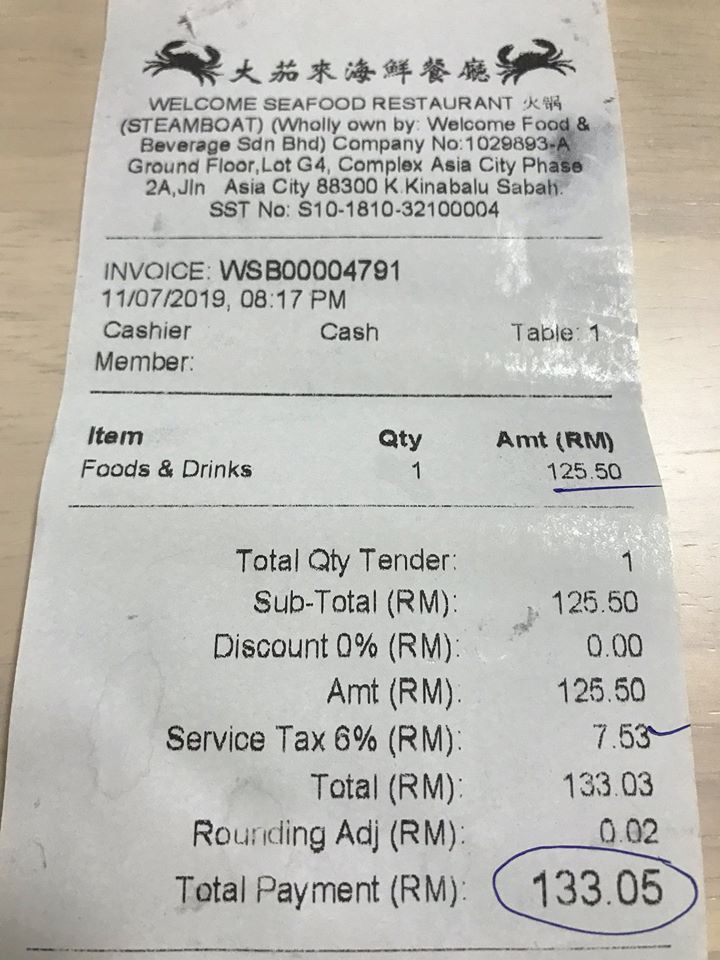 大茄來海鮮餐廳
WELCOME SEAFOOD RESTAURANT 火锅
(STEAMBOAT) (Wholly own by: Welcome Food &
Beverage Sdn Bhd) Company No:1029893-A
Ground Floor,Lot G4, Complex Asia City Phase
2A,Jln Asia City 88300 K.Kinabalu Sabah.
SST No: S10-1810-32100004
INVOICE: WSB00004791
11/07/2019, 08:17 PM
Cashier Cash Table: 1
Member:
Item Qty Amt (RM)
Foods & Drinks 1 125.50
Total Qty Tender: 1
Sub-Total (RM): 125.50
Discount 0% (RM): 0.00
Amt (RM): 125.50
Service Tax 6% (RM): 7.53
Total (RM): 133.03
Rounding Adj (RM): 0.02
Total Payment (RM): 133.05